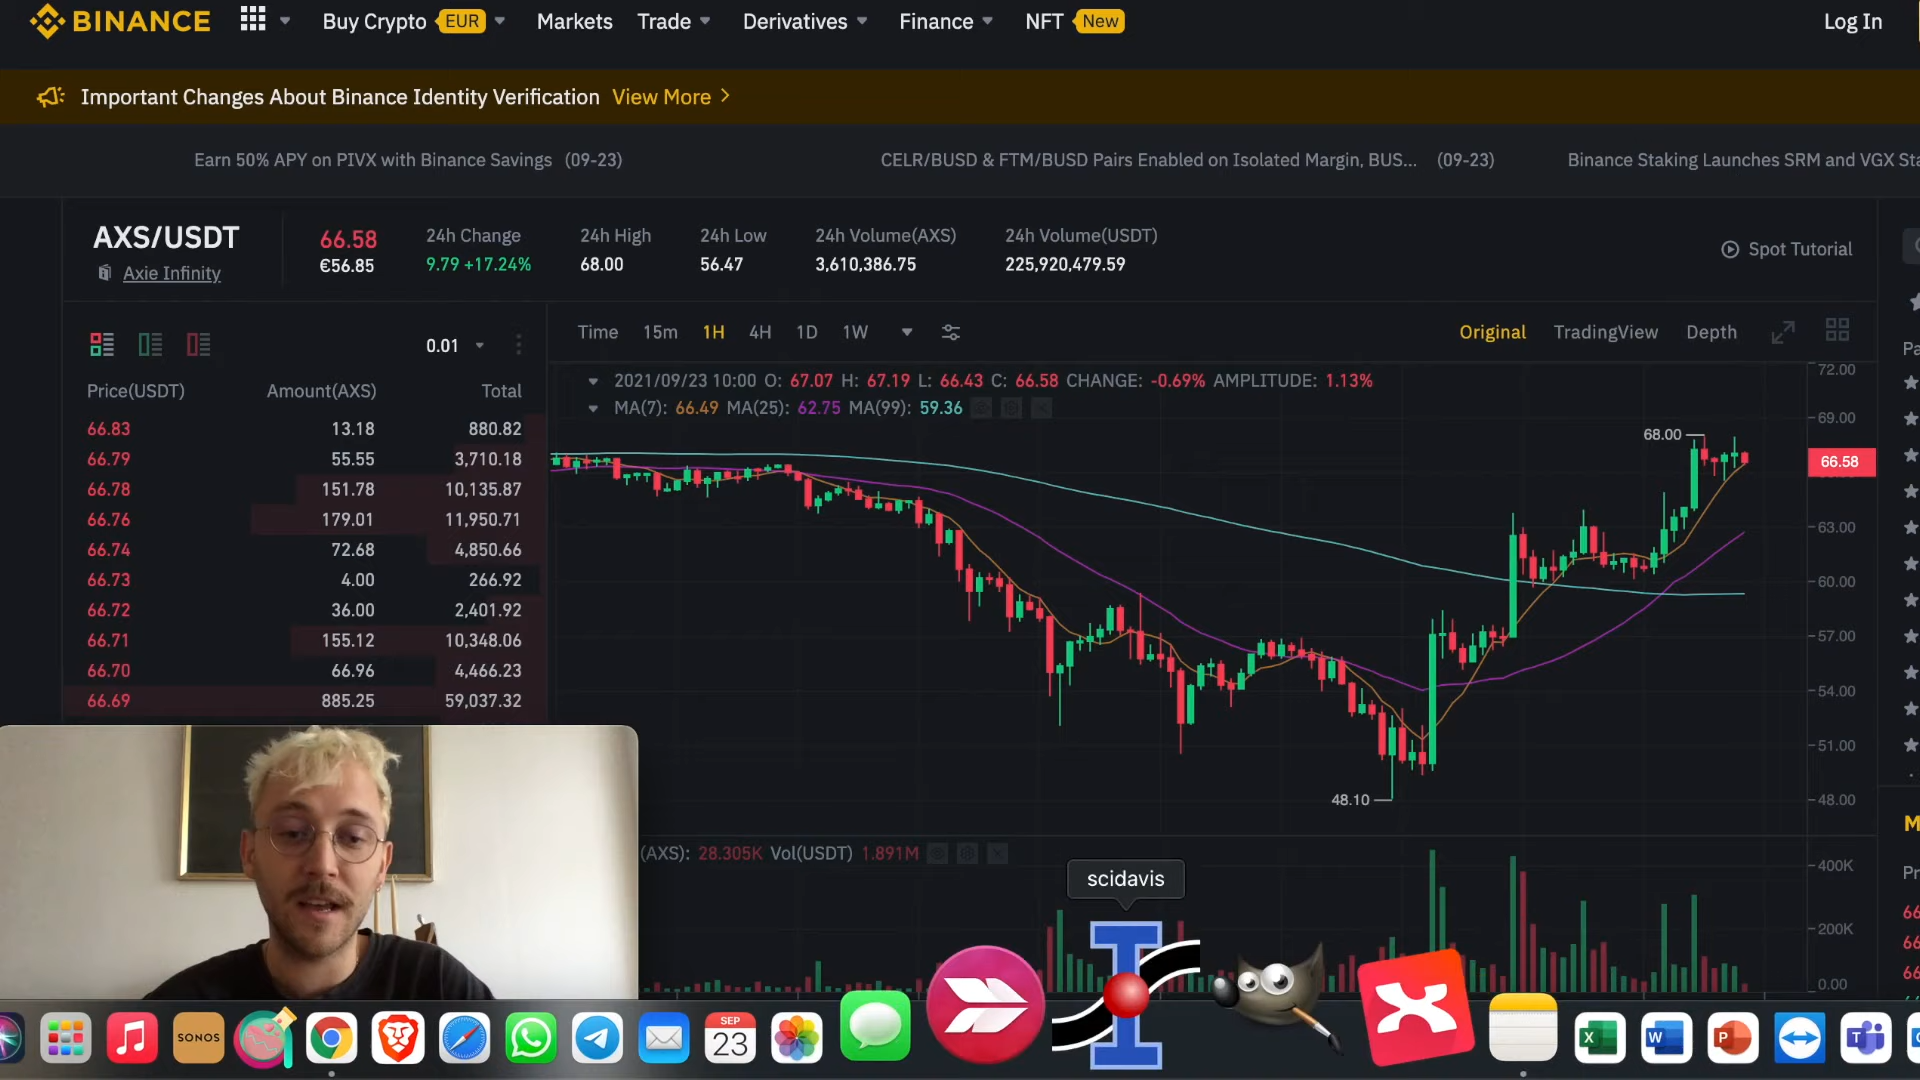 BINANCE
Buy Crypto EUR
Markets
Trade
Derivatives
Finance
NFT New
Log In
Important Changes About Binance Identity Verification View More
Earn 50% APY on PIVX with Binance Savings (09-23)
CELR/BUSD & FTM/BUSD Pairs Enabled on Isolated Margin, BUS... (09-23)
Binance Staking Launches SRM and VGX Sta
AXS/USDT
Axie Infinity
66.58
€56.85
24h Change
9.79 +17.24%
24h High
68.00
24h Low
56.47
24h Volume(AXS)
3,610,386.75
24h Volume(USDT)
225,920,479.59
Spot Tutorial
0.01
Time 15m 1H 4H 1D 1W
Original TradingView Depth
Pa
Price(USDT) Amount(AXS) Total
66.83 13.18 880.82
66.79 55.55 3,710.18
66.78 151.78 10,135.87
66.76 179.01 11,950.71
66.74 72.68 4,850.66
66.73 4.00 266.92
66.72 36.00 2,401.92
66.71 155.12 10,348.06
66.70 66.96 4,466.23
66.69 885.25 59,037.32
2021/09/23 10:00 O: 67.07 H: 67.19 L: 66.43 C: 66.58 CHANGE: -0.69% AMPLITUDE: 1.13%
MA(7): 66.49 MA(25): 62.75 MA(99): 59.36
72.00
69.00
68.00
66.58
63.00
60.00
57.00
54.00
51.00
48.10
48.00
M
Pr
66
66
66
(AXS): 28.305K Vol(USDT) 1.891M
400K
200K
0.00
scidavis
SONOS
SEP
23
X
W
P
T